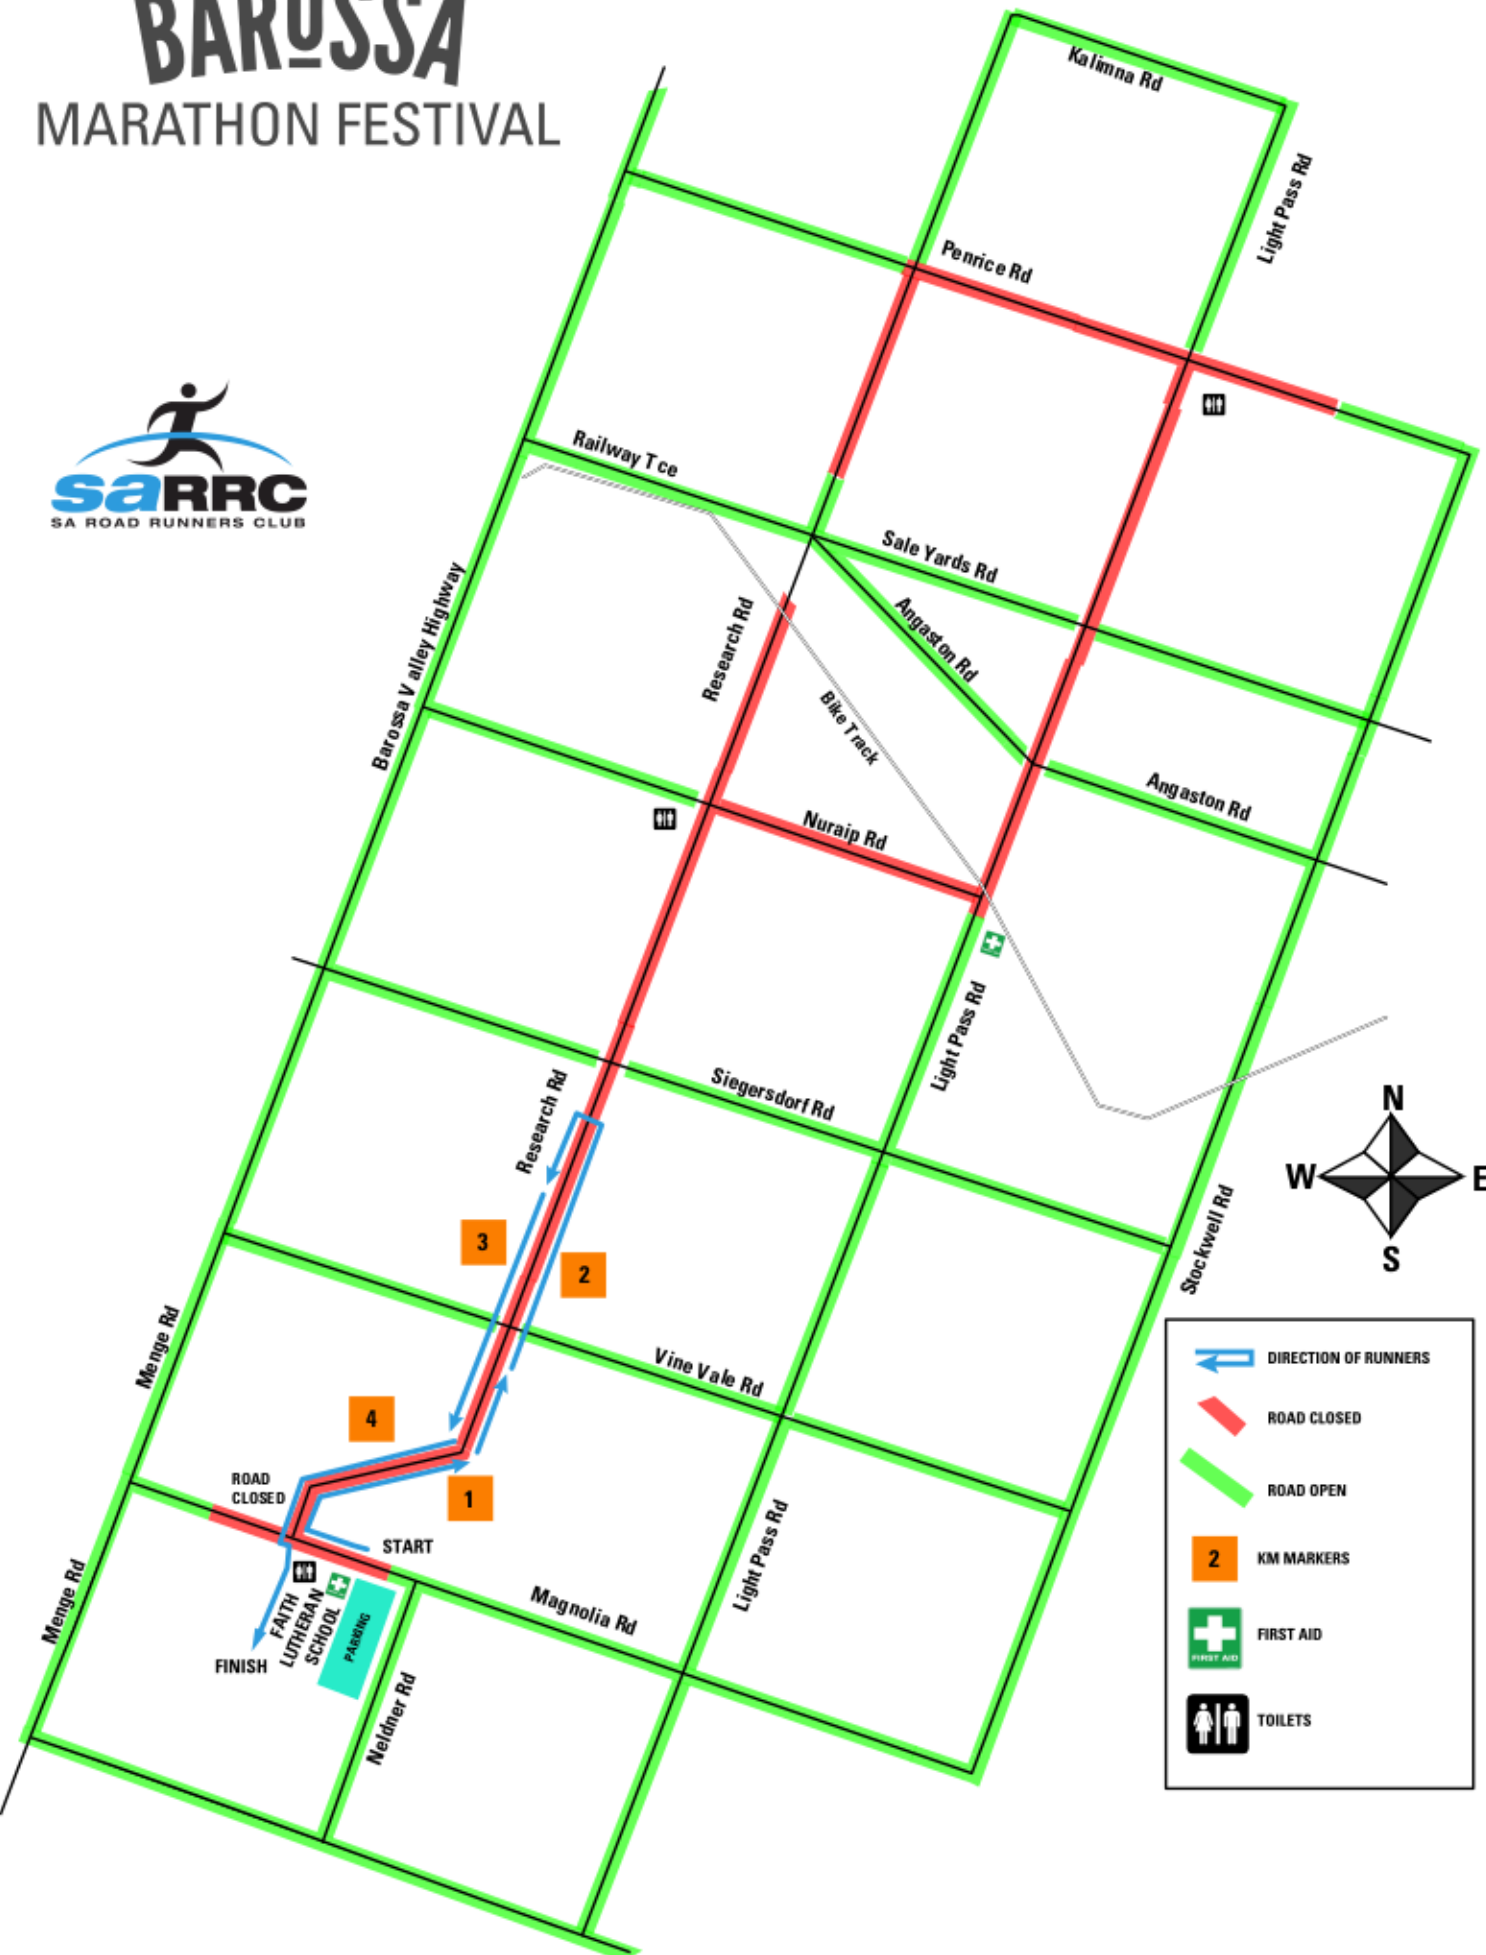 BAROSSA
MARATHON FESTIVAL
Kalimna Rd
Light Pass Rd
Penrice Rd
saRRC
SA ROAD RUNNERS CLUB
Railway Tce
Sale Yards Rd
Barossa Valley Highway
Research Rd
Angaston Rd
Bike Track
Angaston Rd
Nuraip Rd
Light Pass Rd
Siegersdorf Rd
Research Rd
N
W
E
S
Stockwell Rd
3
2
Menge Rd
Vine Vale Rd
4
ROAD
CLOSED
1
START
Light Pass Rd
Menge Rd
Magnolia Rd
FAITH
LUTHERAN
SCHOOL
PARKING
FINISH
Neldner Rd
DIRECTION OF RUNNERS
ROAD CLOSED
ROAD OPEN
2
KM MARKERS
FIRST AID
FIRST AID
TOILETS